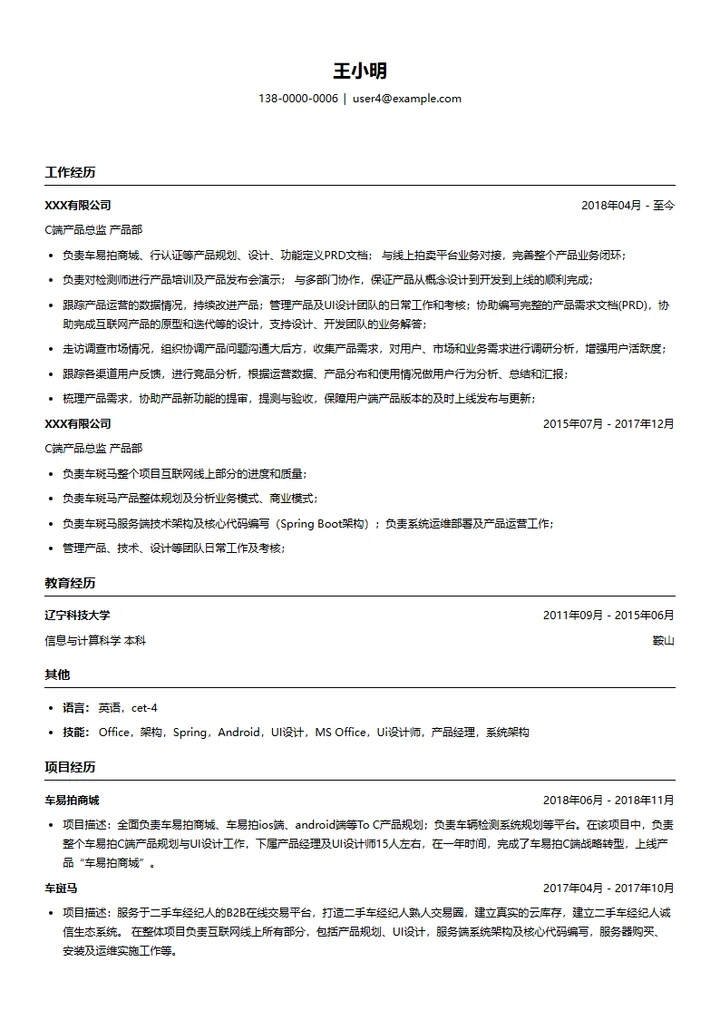 王小明
138-0000-0006 | user4@example.com
工作经历
XXX有限公司 2018年04月 - 至今
C端产品总监 产品部
• 负责车易拍商城、行认证等产品规划、设计、功能定义PRD文档； 与线上拍卖平台业务对接，完善整个产品业务闭环；
• 负责对检测师进行产品培训及产品发布会演示； 与多部门协作，保证产品从概念设计到开发到上线的顺利完成；
• 跟踪产品运营的数据情况，持续改进产品；管理产品及UI设计团队的日常工作和考核；协助编写完整的产品需求文档(PRD)，协
助完成互联网产品的原型和迭代等的设计，支持设计、开发团队的业务解答；
• 走访调查市场情况，组织协调产品问题沟通大后方，收集产品需求，对用户、市场和业务需求进行调研分析，增强用户活跃度；
• 跟踪各渠道用户反馈，进行竞品分析，根据运营数据、产品分布和使用情况做用户行为分析、总结和汇报；
• 梳理产品需求，协助产品新功能的提审，提测与验收，保障用户端产品版本的及时上线发布与更新；
XXX有限公司 2015年07月 - 2017年12月
C端产品总监 产品部
• 负责车斑马整个项目互联网线上部分的进度和质量；
• 负责车斑马产品整体规划及分析业务模式、商业模式；
• 负责车斑马服务端技术架构及核心代码编写（Spring Boot架构）；负责系统运维部署及产品运营工作；
• 管理产品、技术、设计等团队日常工作及考核；
教育经历
辽宁科技大学 2011年09月 - 2015年06月
信息与计算科学 本科 鞍山
其他
• 语言： 英语，cet-4
• 技能： Office，架构，Spring，Android，UI设计，MS Office，Ui设计师，产品经理，系统架构
项目经历
车易拍商城 2018年06月 - 2018年11月
• 项目描述：全面负责车易拍商城、车易拍ios端、android端等To C产品规划；负责车辆检测系统规划等平台。在该项目中，负责
整个车易拍C端产品规划与UI设计工作，下属产品经理及UI设计师15人左右，在一年时间，完成了车易拍C端战略转型，上线产
品“车易拍商城”。
车斑马 2017年04月 - 2017年10月
• 项目描述：服务于二手车经纪人的B2B在线交易平台，打造二手车经纪人熟人交易圈，建立真实的云库存，建立二手车经纪人诚
信生态系统。 在整体项目负责互联网线上所有部分，包括产品规划、UI设计，服务端系统架构及核心代码编写，服务器购买、
安装及运维实施工作等。